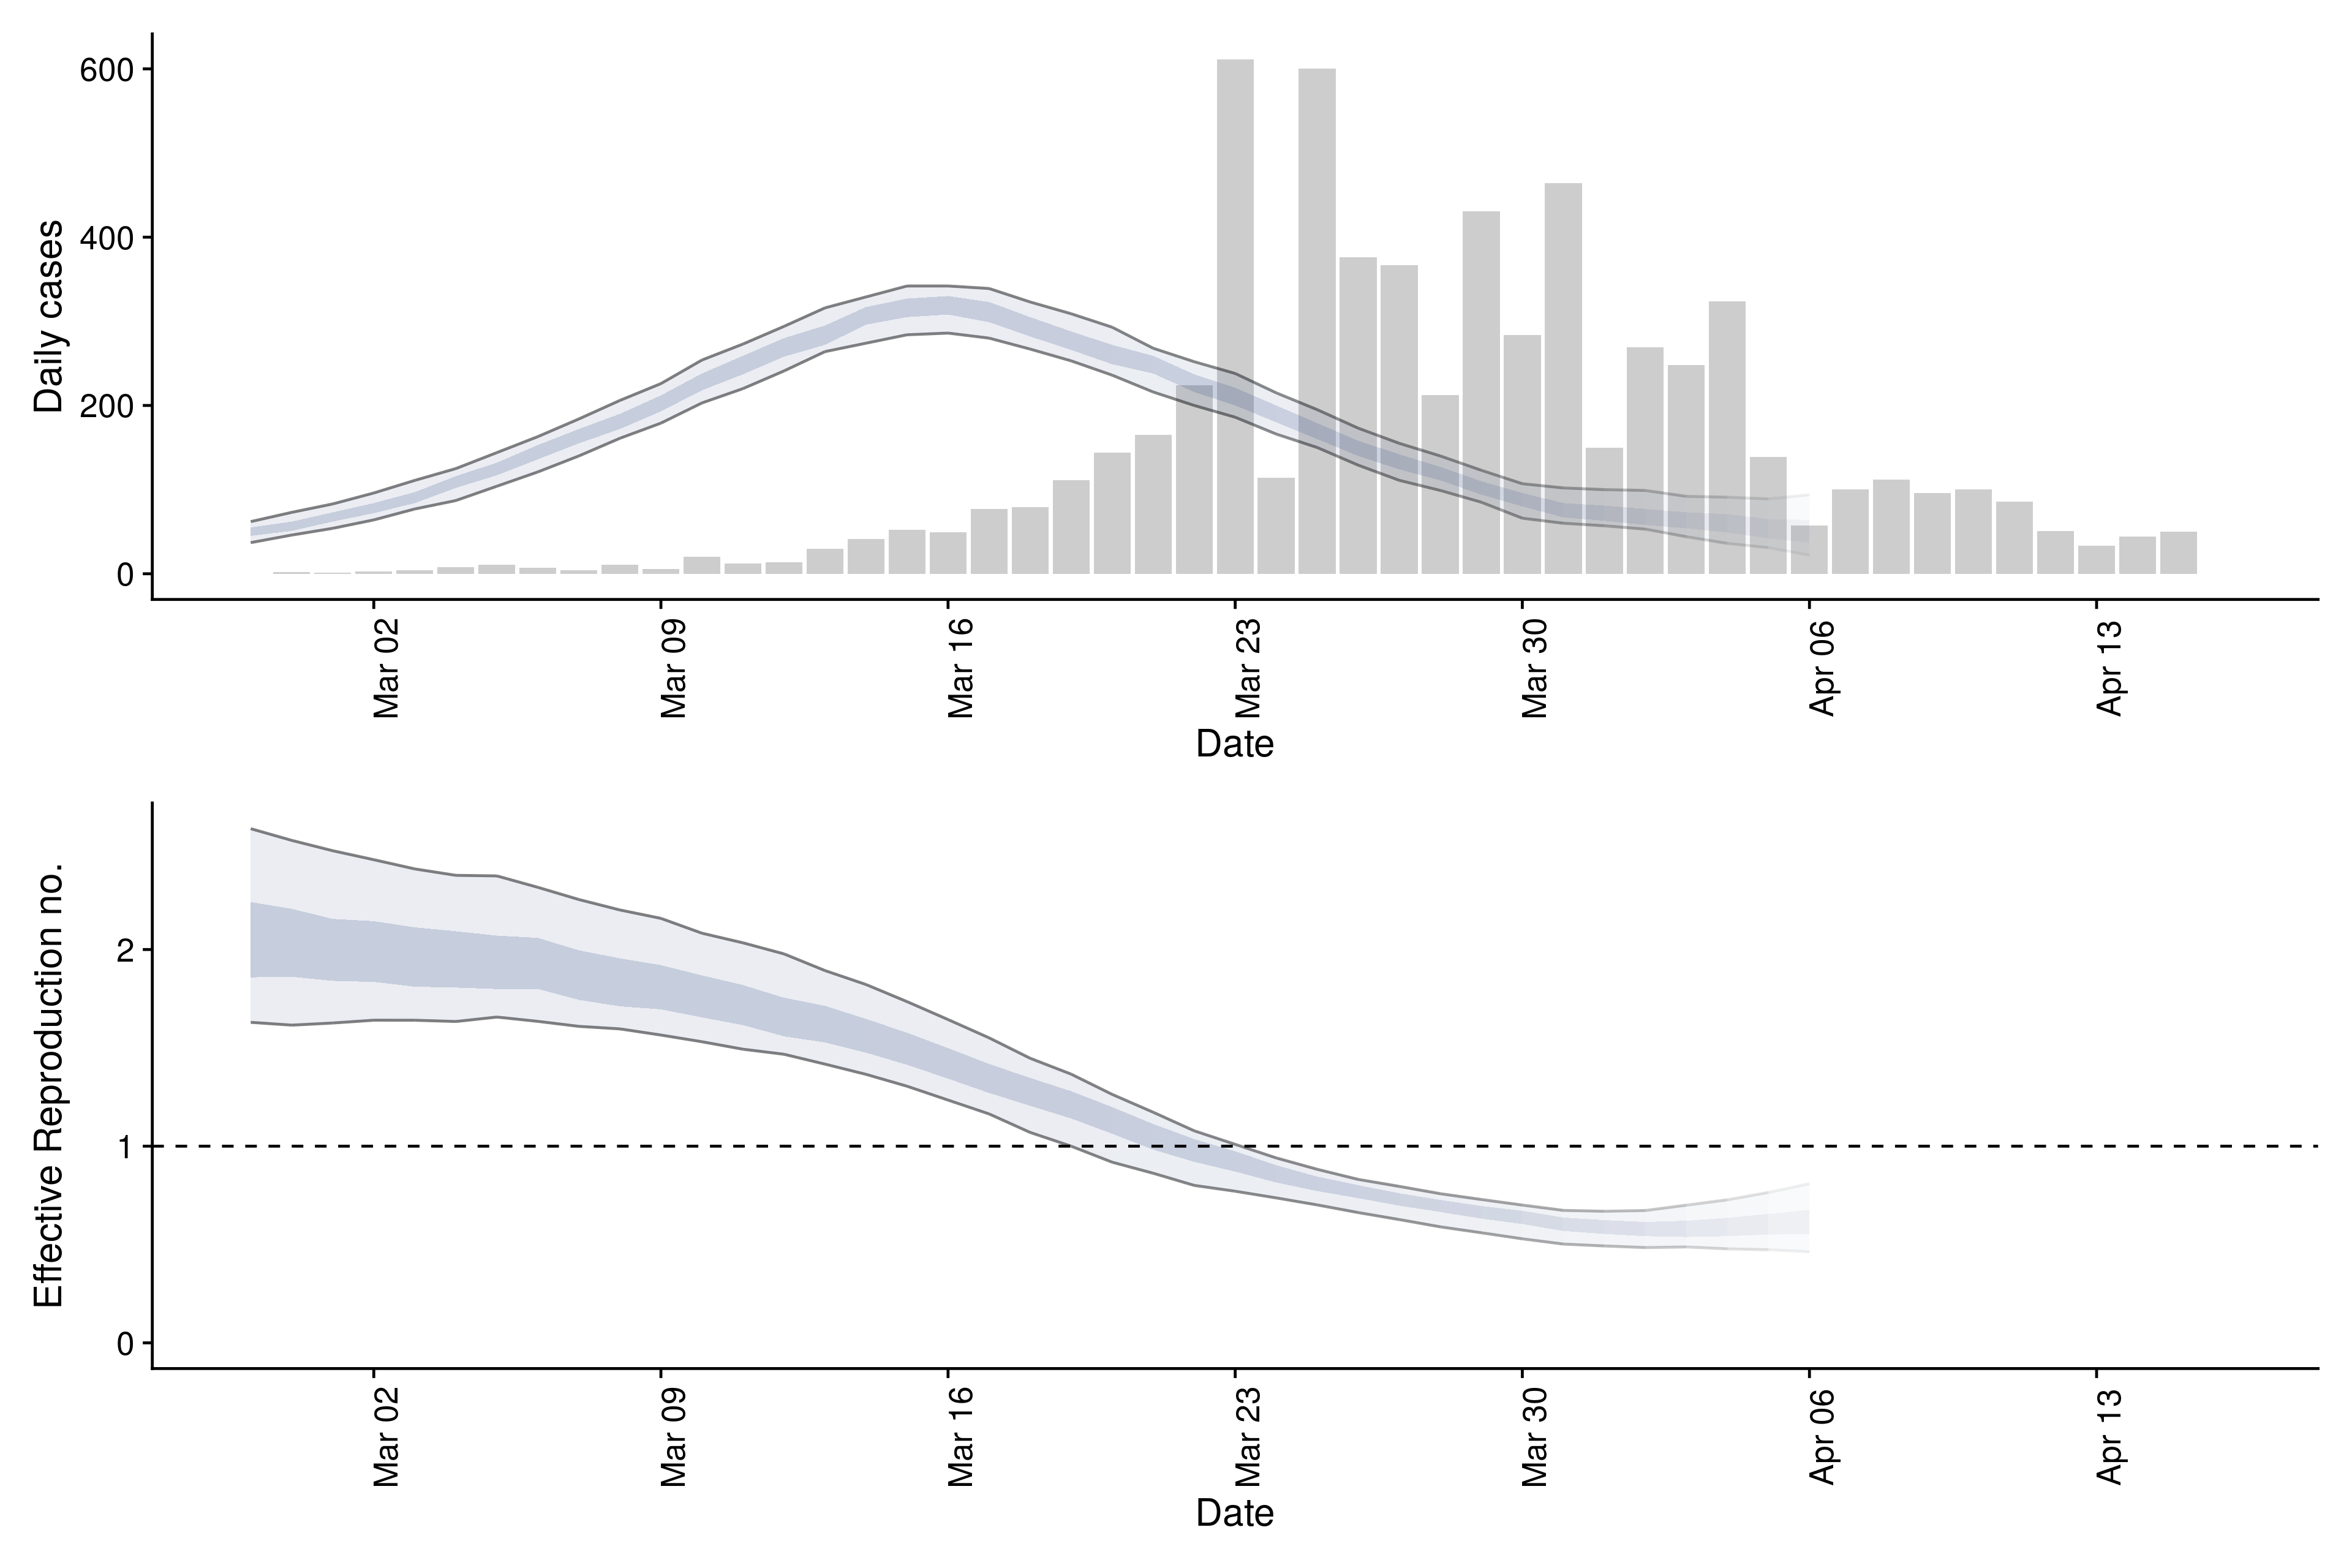 Daily cases
600
400
200
0
Mar 02
Mar 09
Mar 16
Mar 23
Mar 30
Apr 06
Apr 13
Date
Effective Reproduction no.
2
1
0
Mar 02
Mar 09
Mar 16
Mar 23
Mar 30
Apr 06
Apr 13
Date